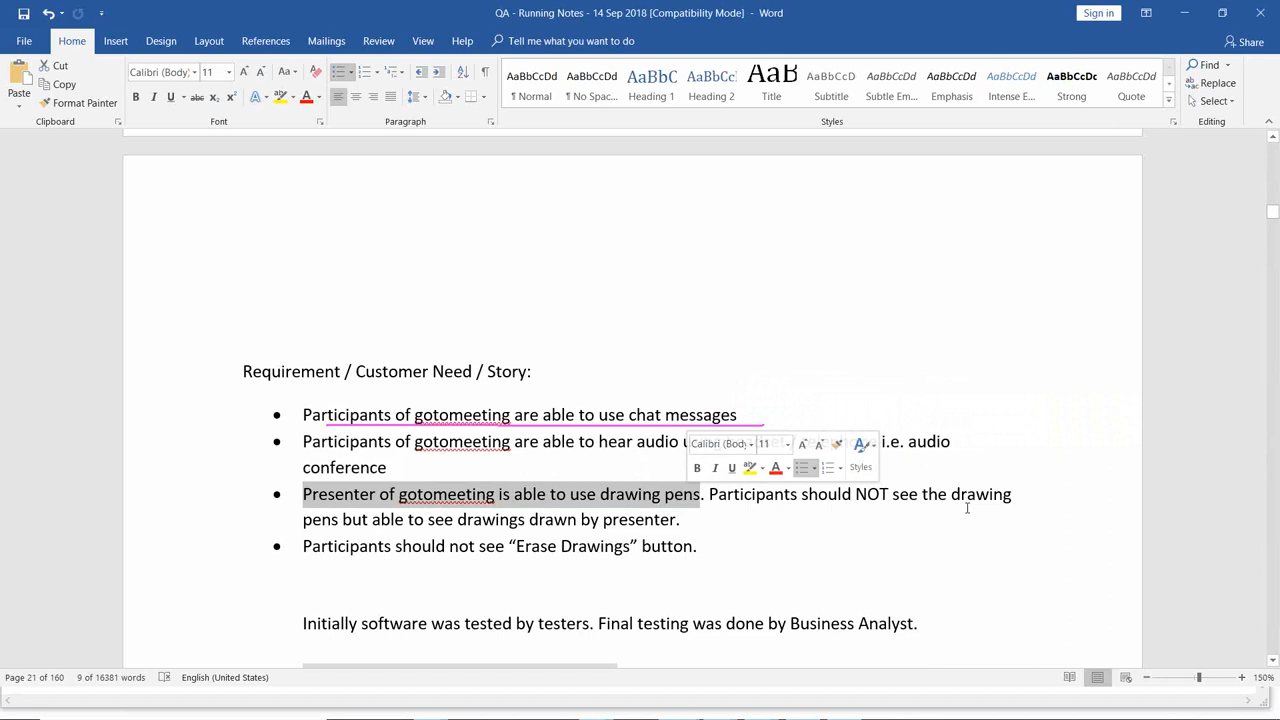 QA - Running Notes - 14 Sep 2018 [Compatibility Mode] - Word
Sign in
File Home Insert Design Layout References Mailings Review View Help Tell me what you want to do Share
Paste Cut Copy Format Painter Clipboard
Calibri (Body) 11 Font
Paragraph
AaBbCcDd AaBbCcDd AaBbC AaBbCc AaB AaBbCcD AaBbCcDd AaBbCcDd AaBbCcDd AaBbCcDc AaBbCcDd
¶ Normal ¶ No Spac... Heading 1 Heading 2 Title Subtitle Subtle Em... Emphasis Intense E... Strong Quote
Styles
Find Replace Select Editing
Requirement / Customer Need / Story:
• Participants of gotomeeting are able to use chat messages
• Participants of gotomeeting are able to hear audio i.e. audio
conference
Calibri (Body 11
B I U A Styles
• Presenter of gotomeeting is able to use drawing pens. Participants should NOT see the drawing
pens but able to see drawings drawn by presenter.
• Participants should not see “Erase Drawings” button.
Initially software was tested by testers. Final testing was done by Business Analyst.
Page 21 of 160 9 of 16381 words English (United States) 150%